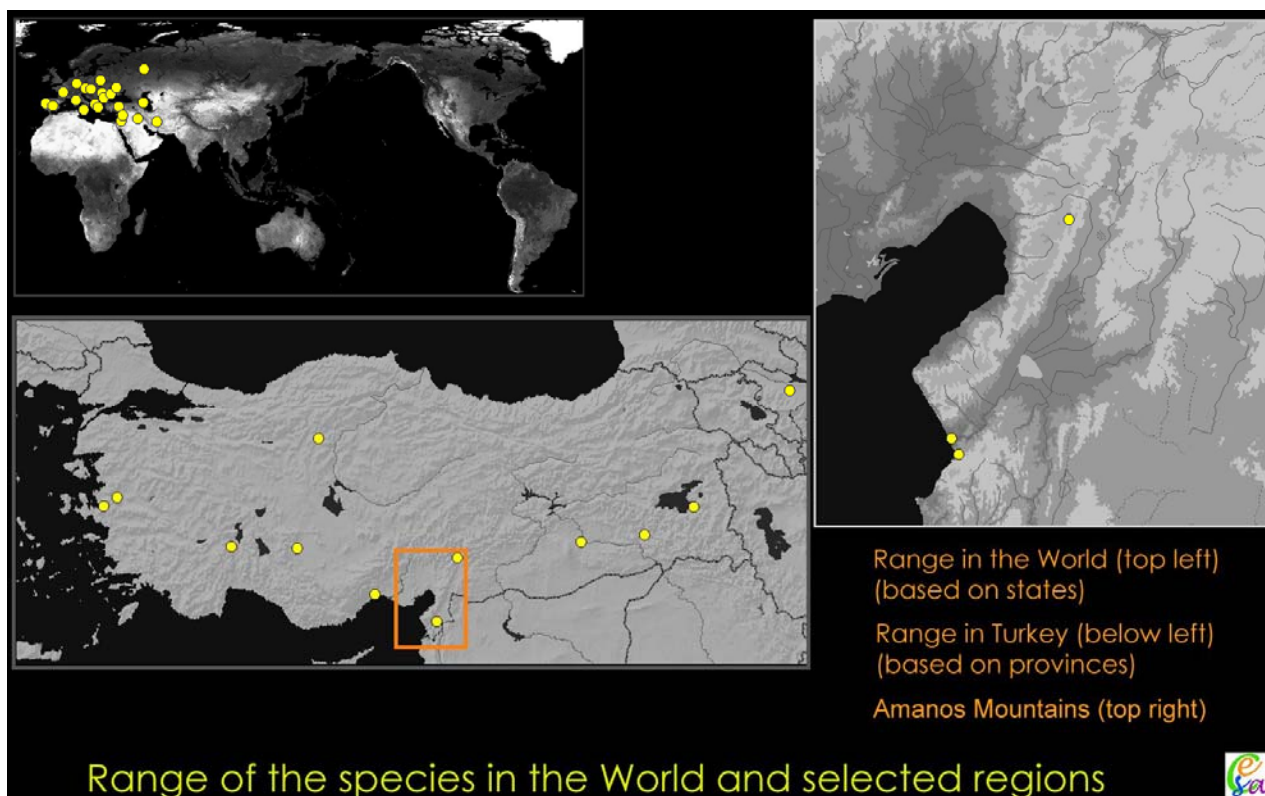 Range in the World (top left)
(based on states)
Range in Turkey (below left)
(based on provinces)
Amanos Mountains (top right)
Range of the species in the World and selected regions